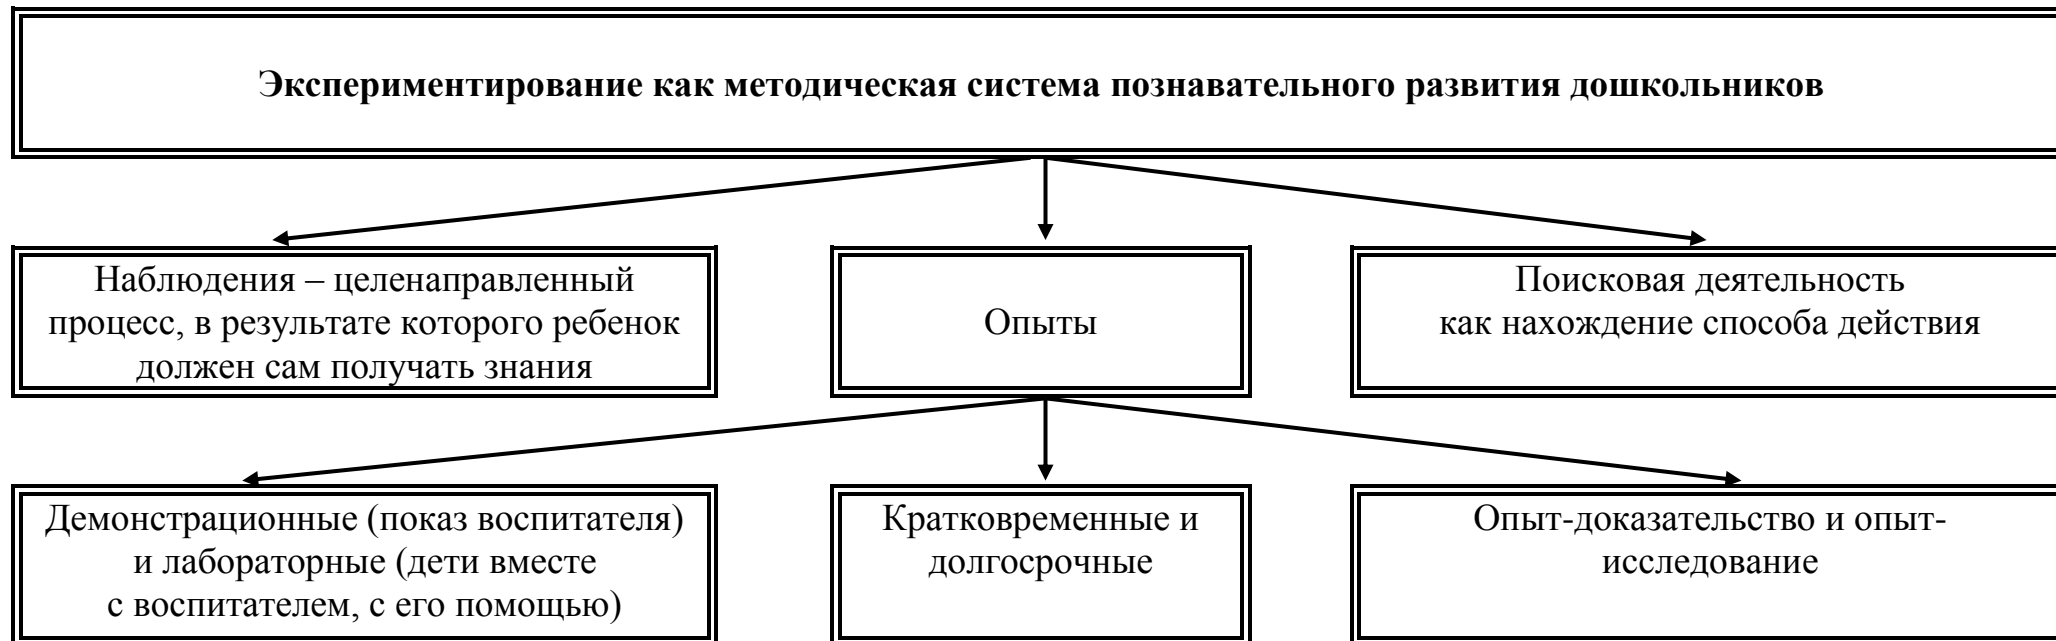 Экспериментирование как методическая система познавательного развития дошкольников
Наблюдения – целенаправленный
процесс, в результате которого ребенок
должен сам получать знания
Опыты
Поисковая деятельность
как нахождение способа действия
Демонстрационные (показ воспитателя)
и лабораторные (дети вместе
с воспитателем, с его помощью)
Кратковременные и
долгосрочные
Опыт-доказательство и опыт-
исследование